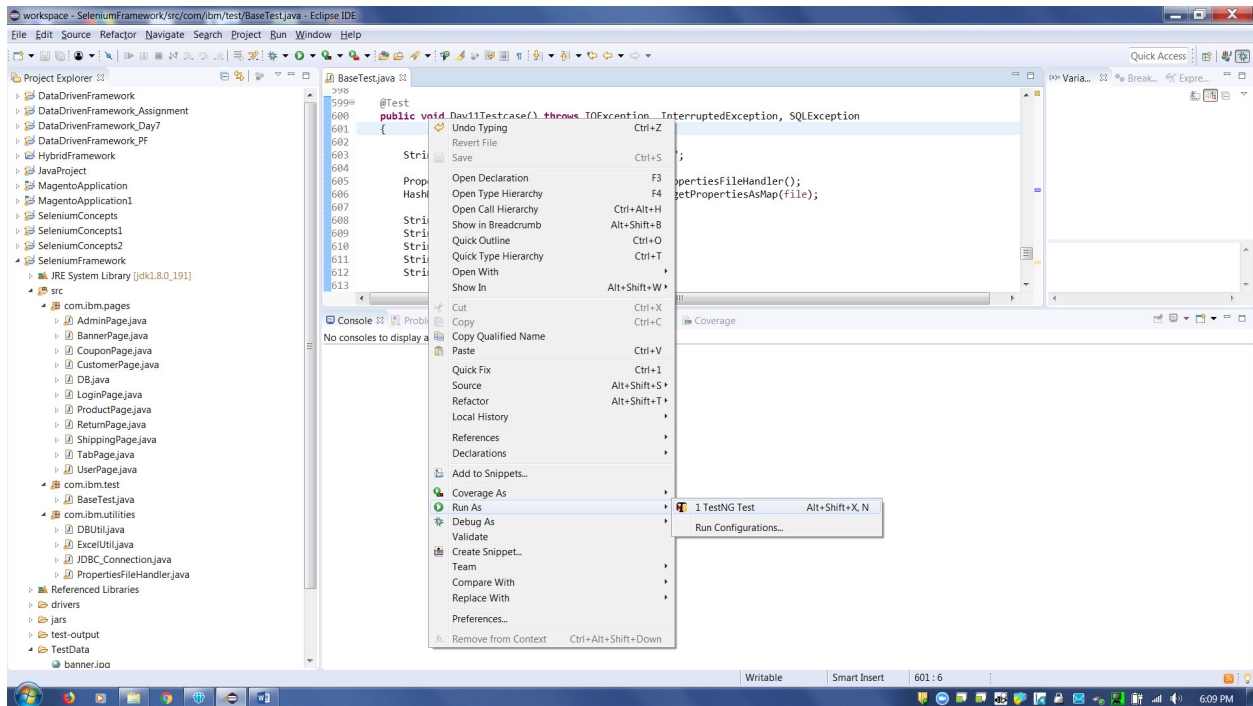 workspace - SeleniumFramework/src/com/ibm/test/BaseTest.java - Eclipse IDE
File Edit Source Refactor Navigate Search Project Run Window Help
Quick Access
Project Explorer
DataDrivenFramework
DataDrivenFramework_Assignment
DataDrivenFramework_Day7
DataDrivenFramework_PF
HybridFramework
JavaProject
MagentoApplication
MagentoApplication1
SeleniumConcepts
SeleniumConcepts1
SeleniumConcepts2
SeleniumFramework
JRE System Library [jdk1.8.0_191]
src
com.ibm.pages
AdminPage.java
BannerPage.java
CouponPage.java
CustomerPage.java
DB.java
LoginPage.java
ProductPage.java
ReturnPage.java
ShippingPage.java
TabPage.java
UserPage.java
com.ibm.test
BaseTest.java
com.ibm.utilities
DBUtil.java
ExcelUtil.java
JDBC_Connection.java
PropertiesFileHandler.java
Referenced Libraries
drivers
jars
test-output
TestData
banner.jpg
BaseTest.java
598
599 @Test
600 public void Day11Testcase() throws IOException, InterruptedException, SQLException
601 {
602
603 Stri ";
604
605 Prop opertiesFileHandler();
606 Hash getPropertiesAsMap(file);
607
608 Stri
609 Stri
610 Stri
611 Stri
612 Stri
613
Undo Typing Ctrl+Z
Revert File
Save Ctrl+S
Open Declaration F3
Open Type Hierarchy F4
Open Call Hierarchy Ctrl+Alt+H
Show in Breadcrumb Alt+Shift+B
Quick Outline Ctrl+O
Quick Type Hierarchy Ctrl+T
Open With
Show In Alt+Shift+W
Cut Ctrl+X
Copy Ctrl+C
Copy Qualified Name
Paste Ctrl+V
Quick Fix Ctrl+1
Source Alt+Shift+S
Refactor Alt+Shift+T
Local History
References
Declarations
Add to Snippets...
Coverage As
Run As
Debug As
Validate
Create Snippet...
Team
Compare With
Replace With
Preferences...
Remove from Context Ctrl+Alt+Shift+Down
1 TestNG Test Alt+Shift+X, N
Run Configurations...
Console Proble Coverage
No consoles to display a
Varia... Break... Expre...
Writable Smart Insert 601 : 6
6:09 PM